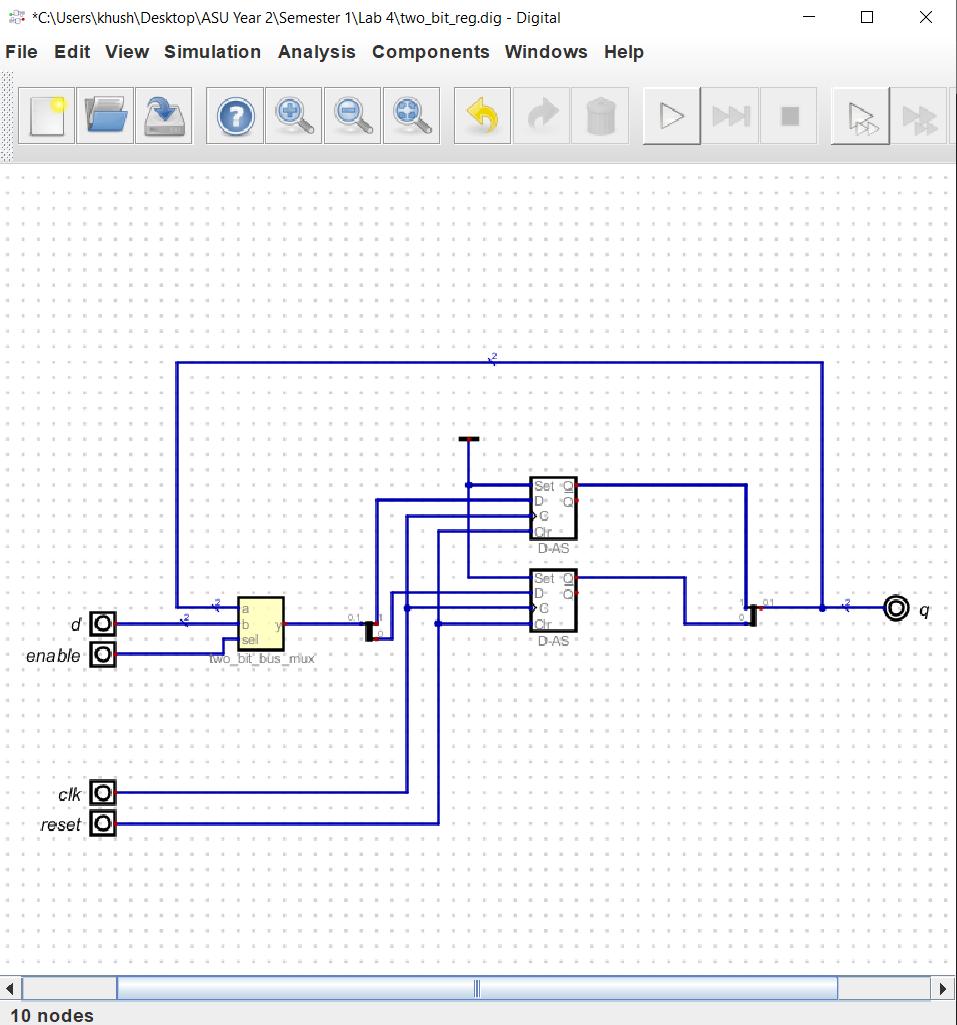 *C:\Users\khush\Desktop\ASU Year 2\Semester 1\Lab 4\two_bit_reg.dig - Digital
File Edit View Simulation Analysis Components Windows Help
2
Set Q
D Q
C
Clr
D-AS
Set Q
D Q
C
Clr
D-AS
2
a
2
b y
sel
two_bit_bus_mux
0,1 1
0
1 0,1
0
2
d
enable
q
clk
reset
10 nodes